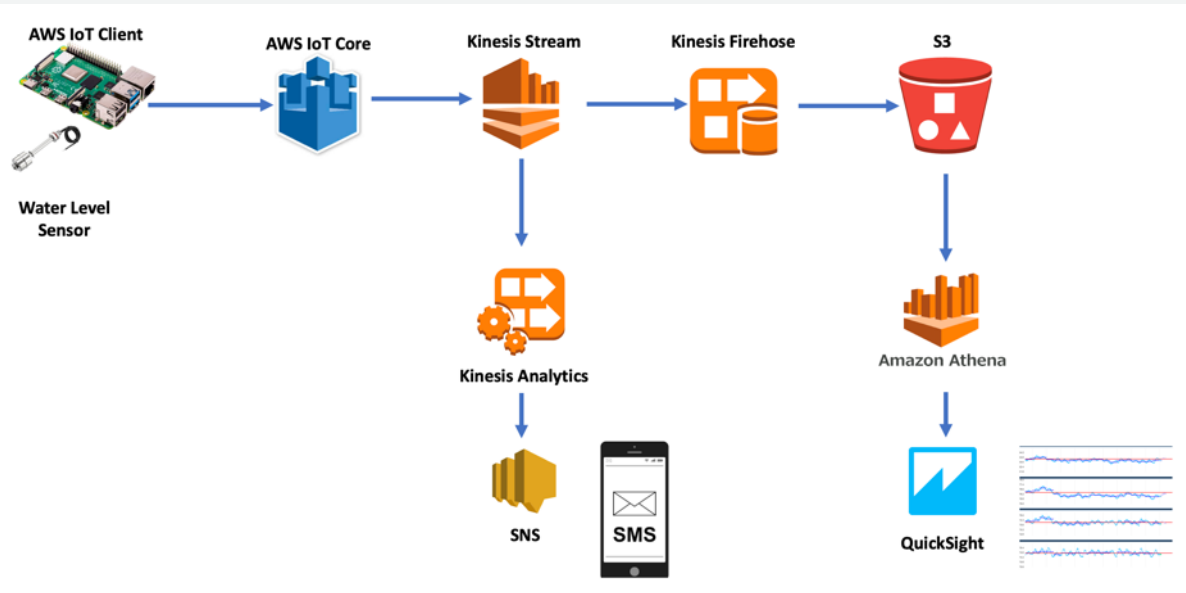 AWS IoT Client
AWS IoT Core
Kinesis Stream
Kinesis Firehose
S3
Water Level
Sensor
Kinesis Analytics
Amazon Athena
SNS
SMS
QuickSight